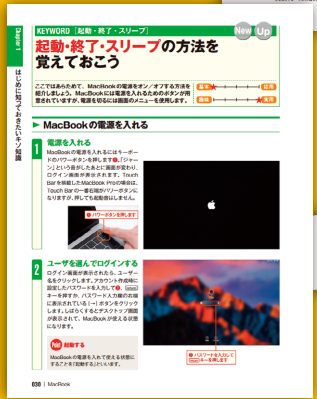 Chapter 1
はじめに知っておきたいキソ知識
KEYWORD [起動・終了・スリープ]
New
Up
起動・終了・スリープの方法を
覚えておこう
ここではあらためて、MacBookの電源をオン/オフする方法を
紹介しましょう。MacBookには電源を入れるためのボタンが用
意されていますが、電源を切るには画面のメニューを使用します。
基本
応用
趣味
実用
▶ MacBookの電源を入れる
1
電源を入れる
MacBookの電源を入れるにはキーボー
ドのパワーボタンを押します❶。「ジャー
ン」という音がしたあとに画面が変わり、
ログイン画面が表示されます。Touch
Barを搭載したMacBook Proの場合は、
Touch Barの一番右端がパワーボタンに
なりますが、押しても起動音はしません。
❶ パワーボタンを押します
2
ユーザを選んでログインする
ログイン画面が表示されたら、ユーザー
名をクリックします。アカウント作成時に
設定したパスワードを入力して❶、return
キーを押すか、パスワード入力欄の右端
に表示されている[→]ボタンをクリック
します。しばらくするとデスクトップ画面
が表示されて、MacBookが使える状態
になります。
Point 起動する
MacBookの電源を入れて使える状態に
することを「起動する」といいます。
❶ パスワードを入力して
returnキーを押します
030 | MacBook